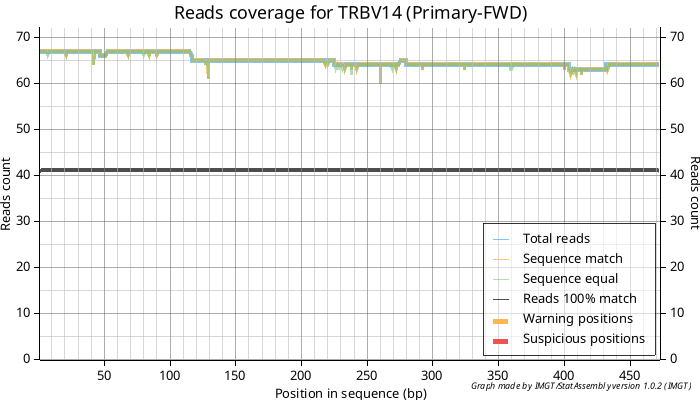 Reads coverage for TRBV14 (Primary-FWD)
70
60
50
40
30
20
10
0
Reads count
70
60
50
40
30
20
10
0
Reads count
Total reads
Sequence match
Sequence equal
Reads 100% match
Warning positions
Suspicious positions
50 100 150 200 250 300 350 400 450
Position in sequence (bp)
Graph made by IMGT/StatAssembly version 1.0.2 (IMGT)